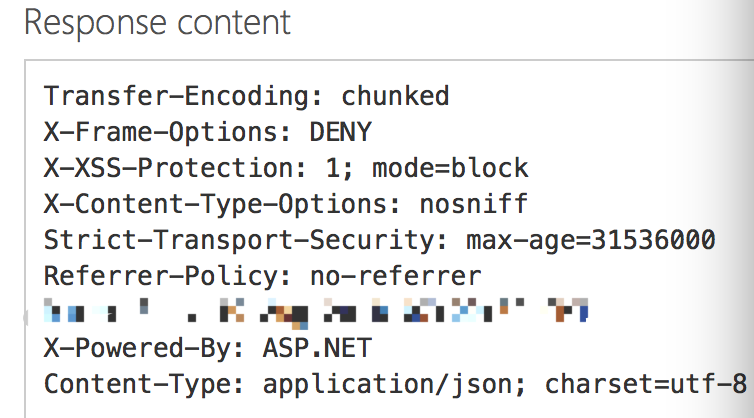 Response content
Transfer-Encoding: chunked
X-Frame-Options: DENY
X-XSS-Protection: 1; mode=block
X-Content-Type-Options: nosniff
Strict-Transport-Security: max-age=31536000
Referrer-Policy: no-referrer
X-Powered-By: ASP.NET
Content-Type: application/json; charset=utf-8